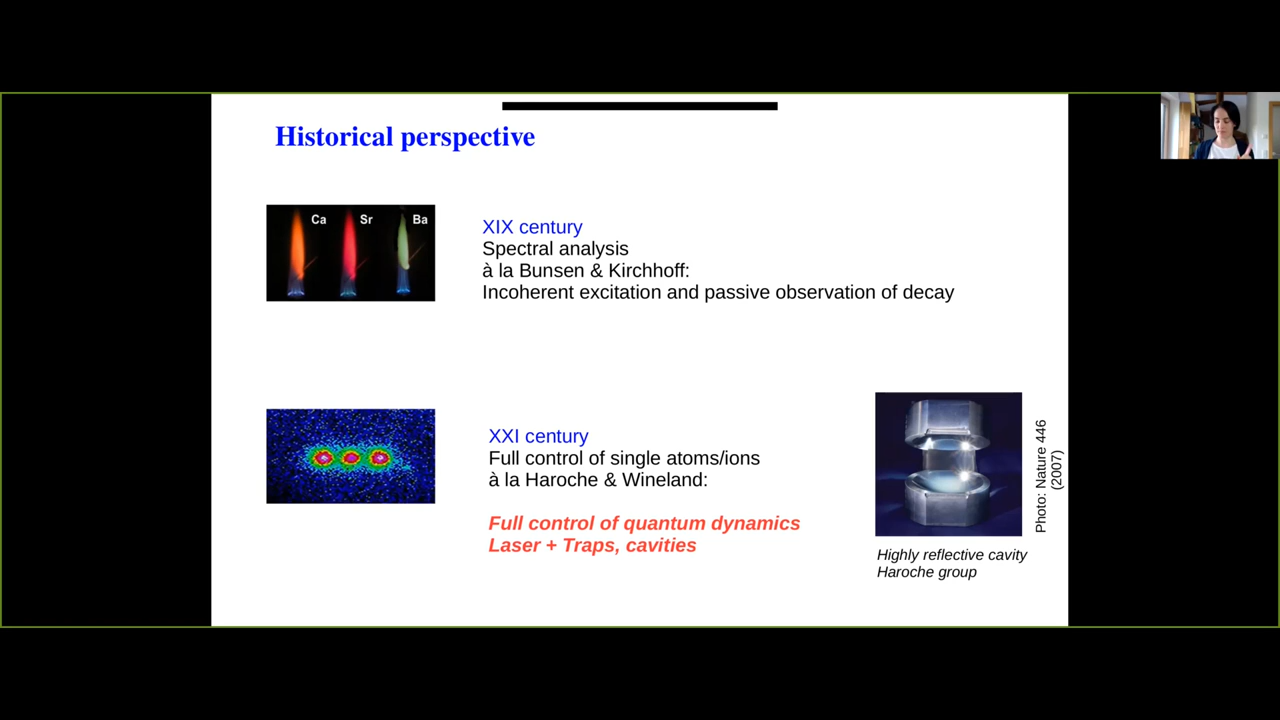 Historical perspective
Ca Sr Ba
XIX century
Spectral analysis
à la Bunsen & Kirchhoff:
Incoherent excitation and passive observation of decay
XXI century
Full control of single atoms/ions
à la Haroche & Wineland:
Full control of quantum dynamics
Laser + Traps, cavities
Photo: Nature 446
(2007)
Highly reflective cavity
Haroche group